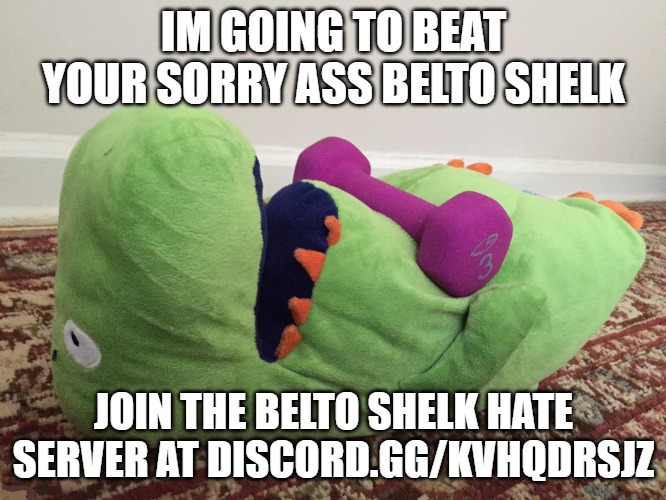 IM GOING TO BEAT
YOUR SORRY ASS BELTO SHELK
3
JOIN THE BELTO SHELK HATE
SERVER AT DISCORD.GG/KVHQDRSJZ